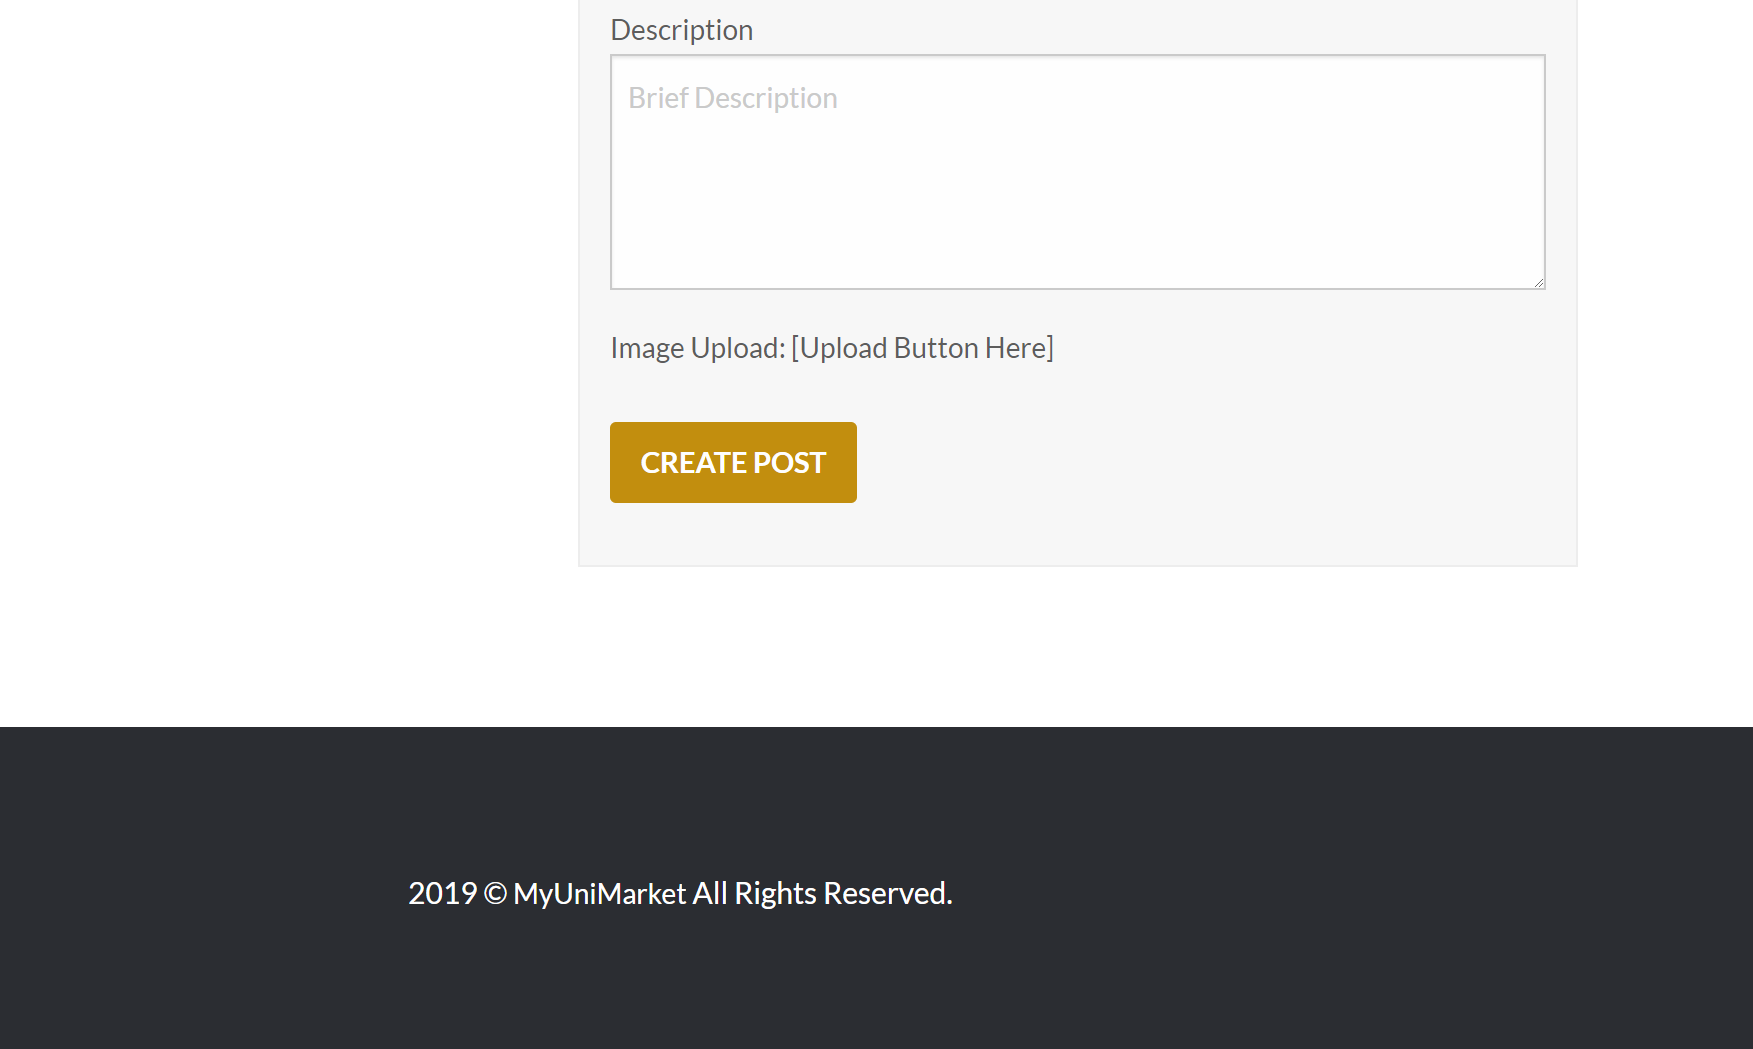 Description
Brief Description
Image Upload: [Upload Button Here]
CREATE POST
2019 © MyUniMarket All Rights Reserved.